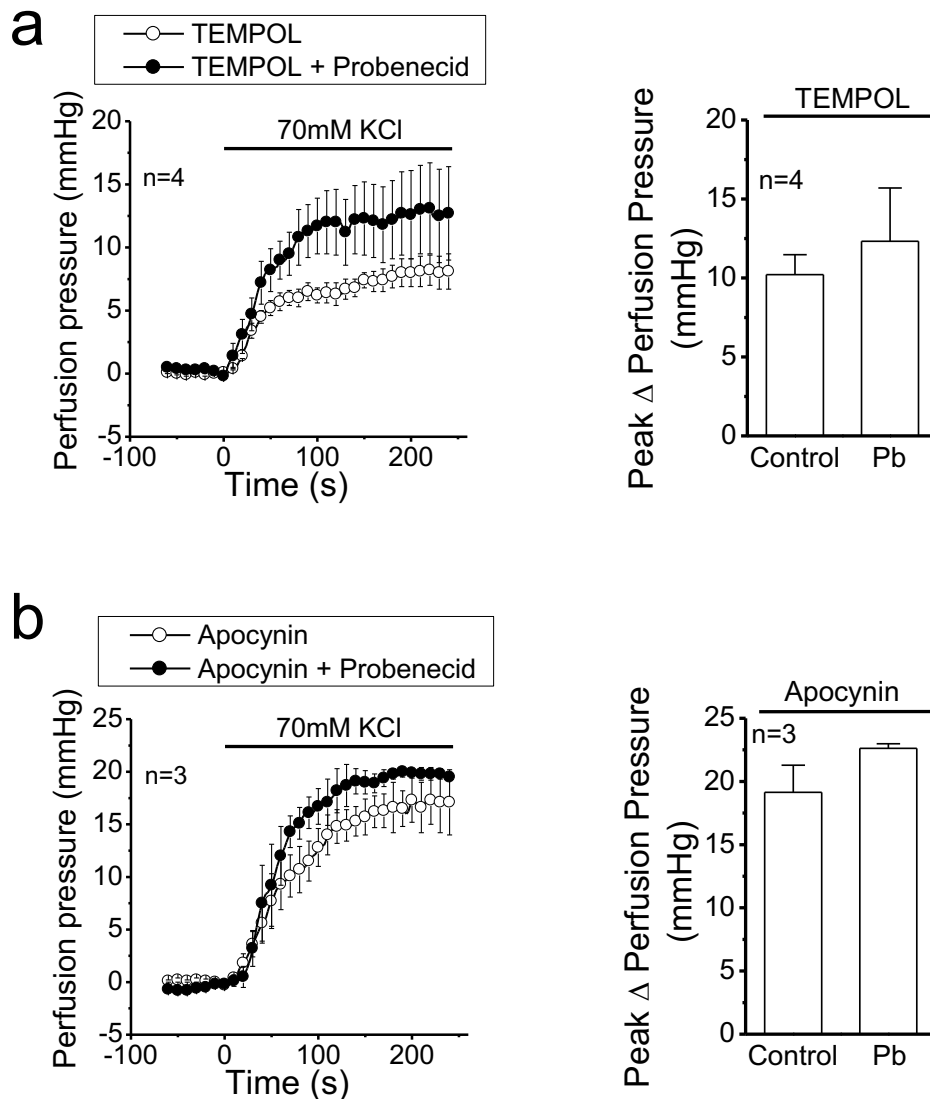 a
TEMPOL
TEMPOL + Probenecid
Perfusion pressure (mmHg)
20
15
10
5
0
-5
70mM KCl
n=4
-100
0
100
200
Time (s)
Peak Δ Perfusion Pressure
(mmHg)
TEMPOL
20
15
10
5
0
n=4
Control
Pb
b
Apocynin
Apocynin + Probenecid
Perfusion pressure (mmHg)
25
20
15
10
5
0
-5
70mM KCl
n=3
-100
0
100
200
Time (s)
Peak Δ Perfusion Pressure
(mmHg)
Apocynin
25
20
15
10
5
0
n=3
Control
Pb